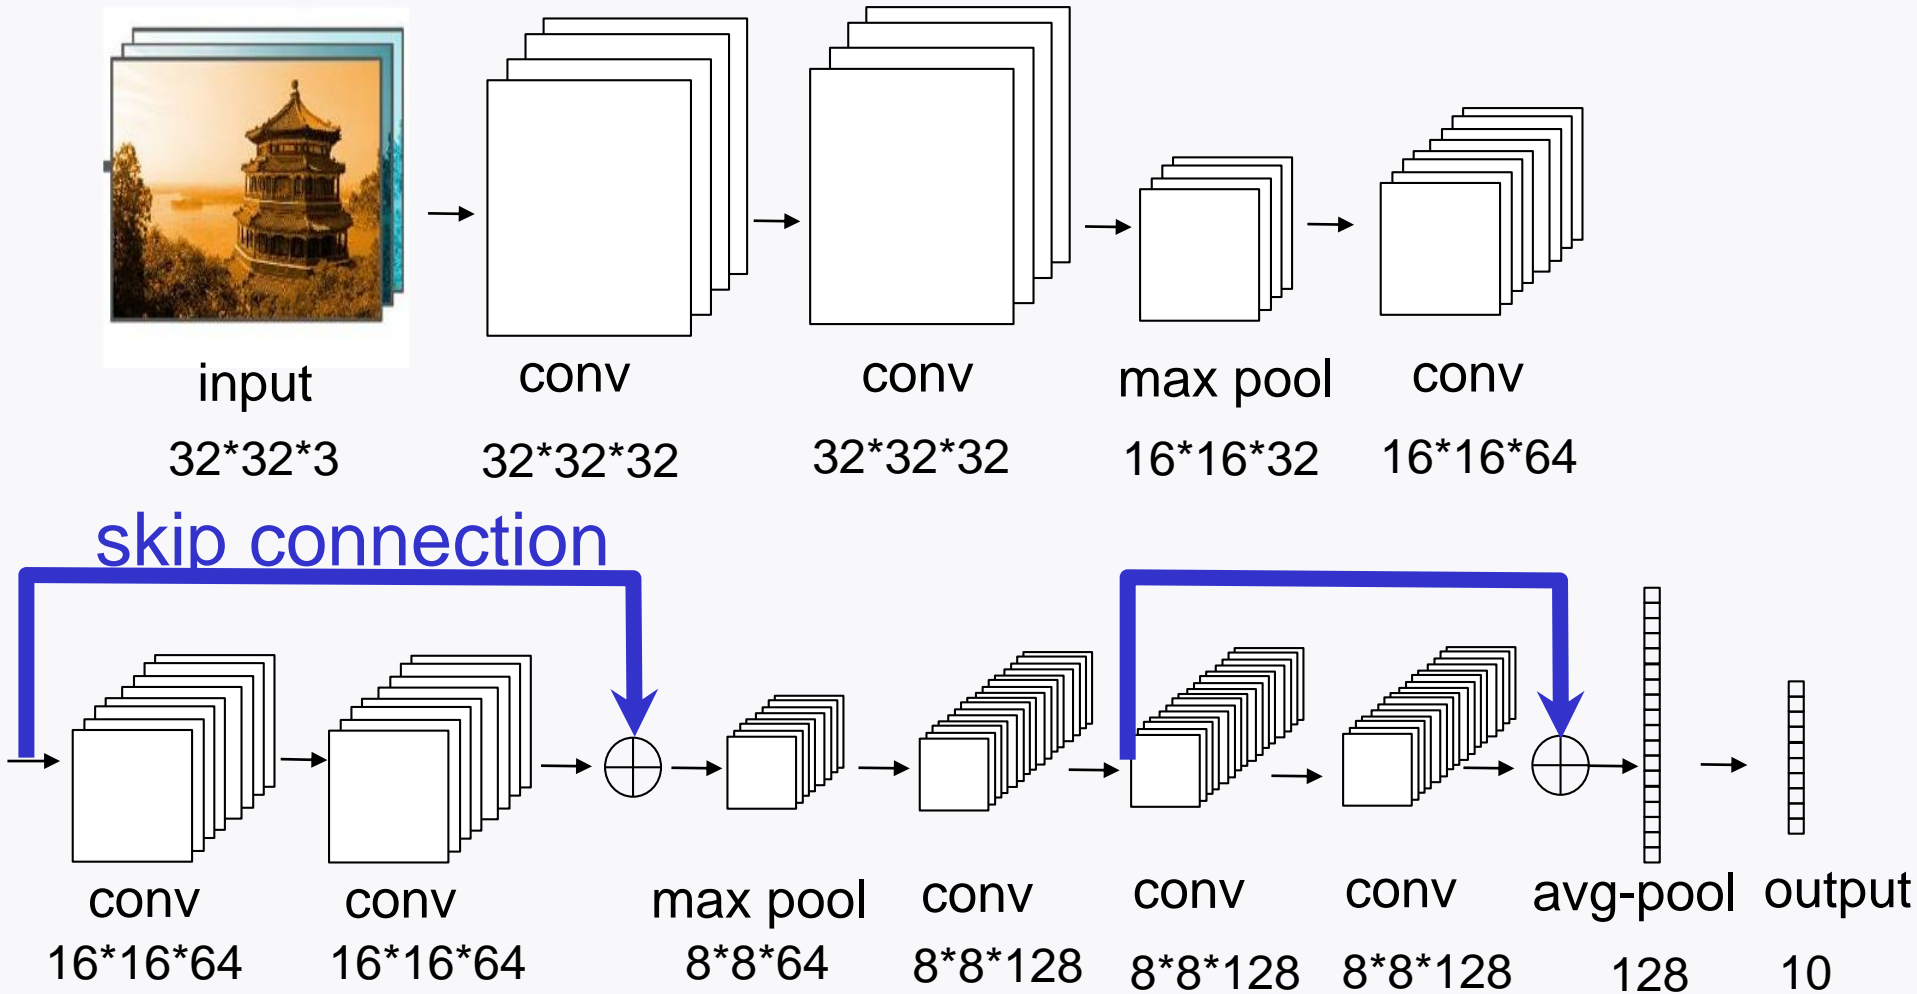 input conv conv max pool conv
32*32*3 32*32*32 32*32*32 16*16*32 16*16*64
skip connection
conv conv max pool conv conv conv avg-pool output
16*16*64 16*16*64 8*8*64 8*8*128 8*8*128 8*8*128 128 10